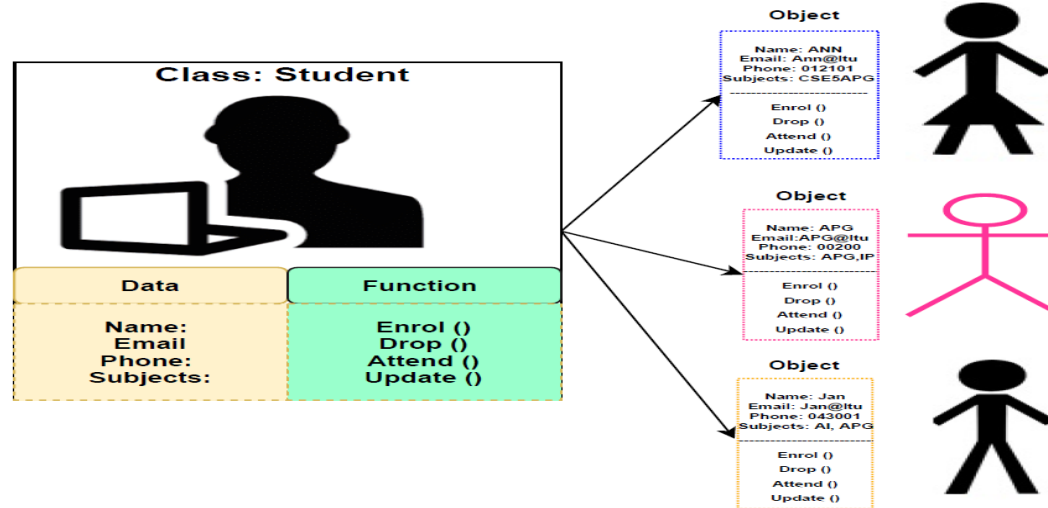 Class: Student
Data
Function
Name:
Email
Phone:
Subjects:
Enrol ()
Drop ()
Attend ()
Update ()
Object
Name: ANN
Email: Ann@ltu
Phone: 012101
Subjects: CSE5APG
Enrol ()
Drop ()
Attend ()
Update ()
Object
Name: APG
Email:APG@ltu
Phone: 00200
Subjects: APG,IP
Enrol ()
Drop ()
Attend ()
Update ()
Object
Name: Jan
Email: Jan@ltu
Phone: 043001
Subjects: AI, APG
Enrol ()
Drop ()
Attend ()
Update ()